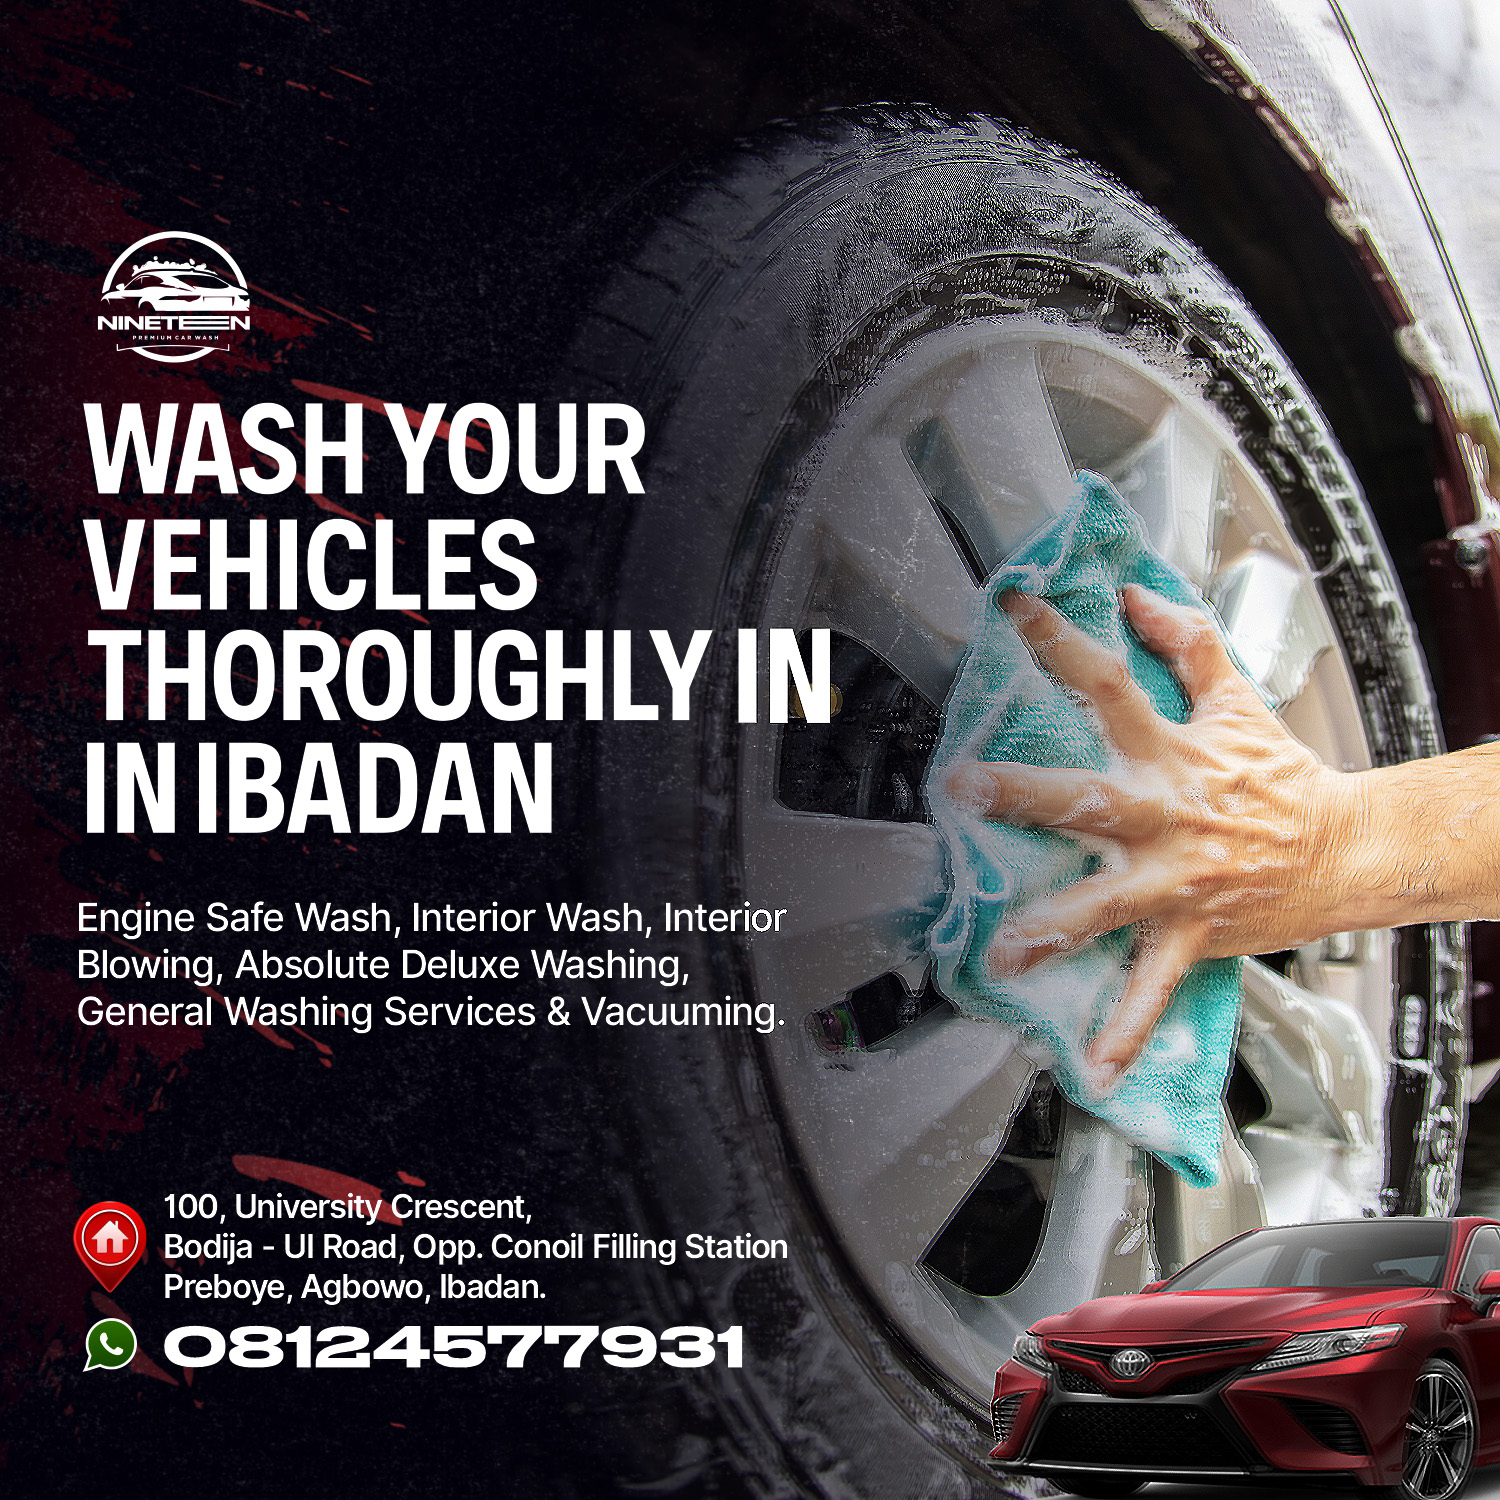 NINETEEN
PREMIUM CAR WASH
WASH YOUR
VEHICLES
THOROUGHLY IN
IN IBADAN
Engine Safe Wash, Interior Wash, Interior
Blowing, Absolute Deluxe Washing,
General Washing Services & Vacuuming.
100, University Crescent,
Bodija - UI Road, Opp. Conoil Filling Station
Preboye, Agbowo, Ibadan.
08124577931